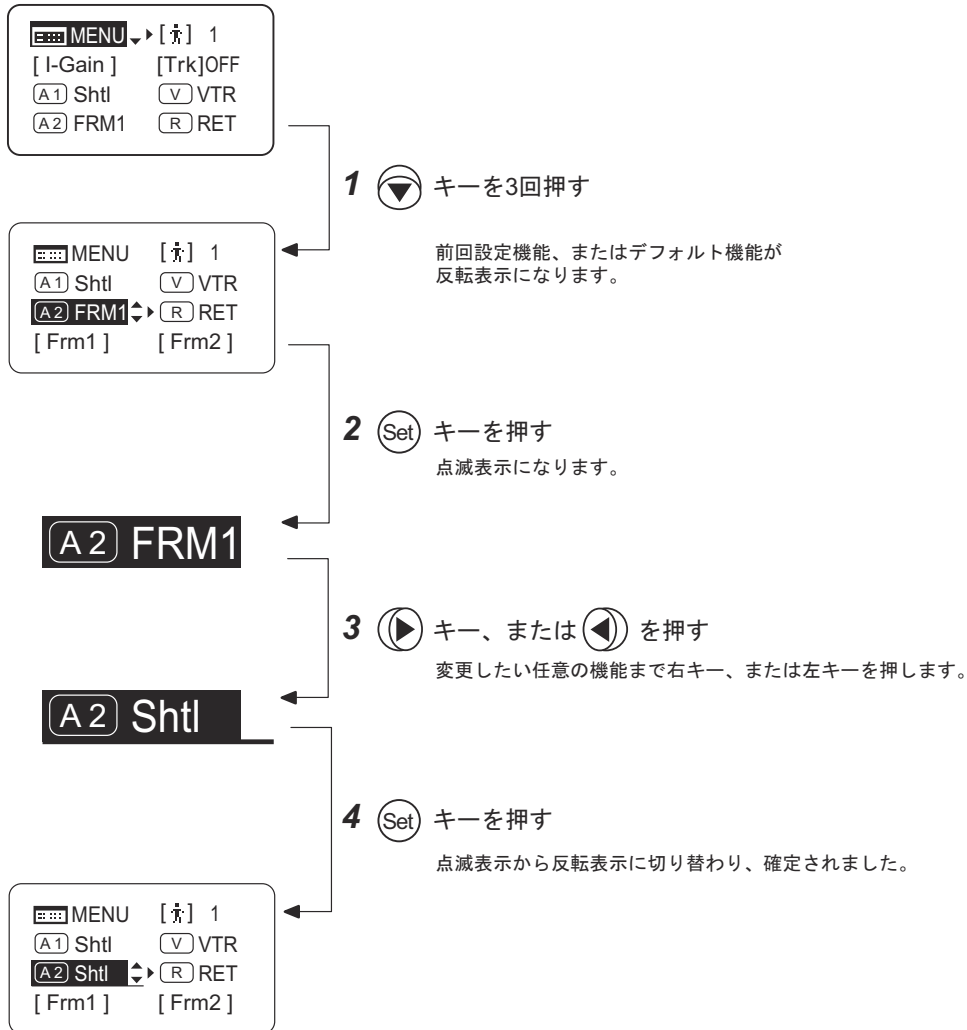 MENU [ ] 1
[ I-Gain ] [Trk]OFF
A1 Shtl V VTR
A2 FRM1 R RET
1 キーを3回押す
前回設定機能、またはデフォルト機能が
反転表示になります。
MENU [ ] 1
A1 Shtl V VTR
A2 FRM1 R RET
[ Frm1 ] [ Frm2 ]
2 Set キーを押す
点滅表示になります。
A2 FRM1
3 キー、または を押す
変更したい任意の機能まで右キー、または左キーを押します。
A2 Shtl
4 Set キーを押す
点滅表示から反転表示に切り替わり、確定されました。
MENU [ ] 1
A1 Shtl V VTR
A2 Shtl R RET
[ Frm1 ] [ Frm2 ]